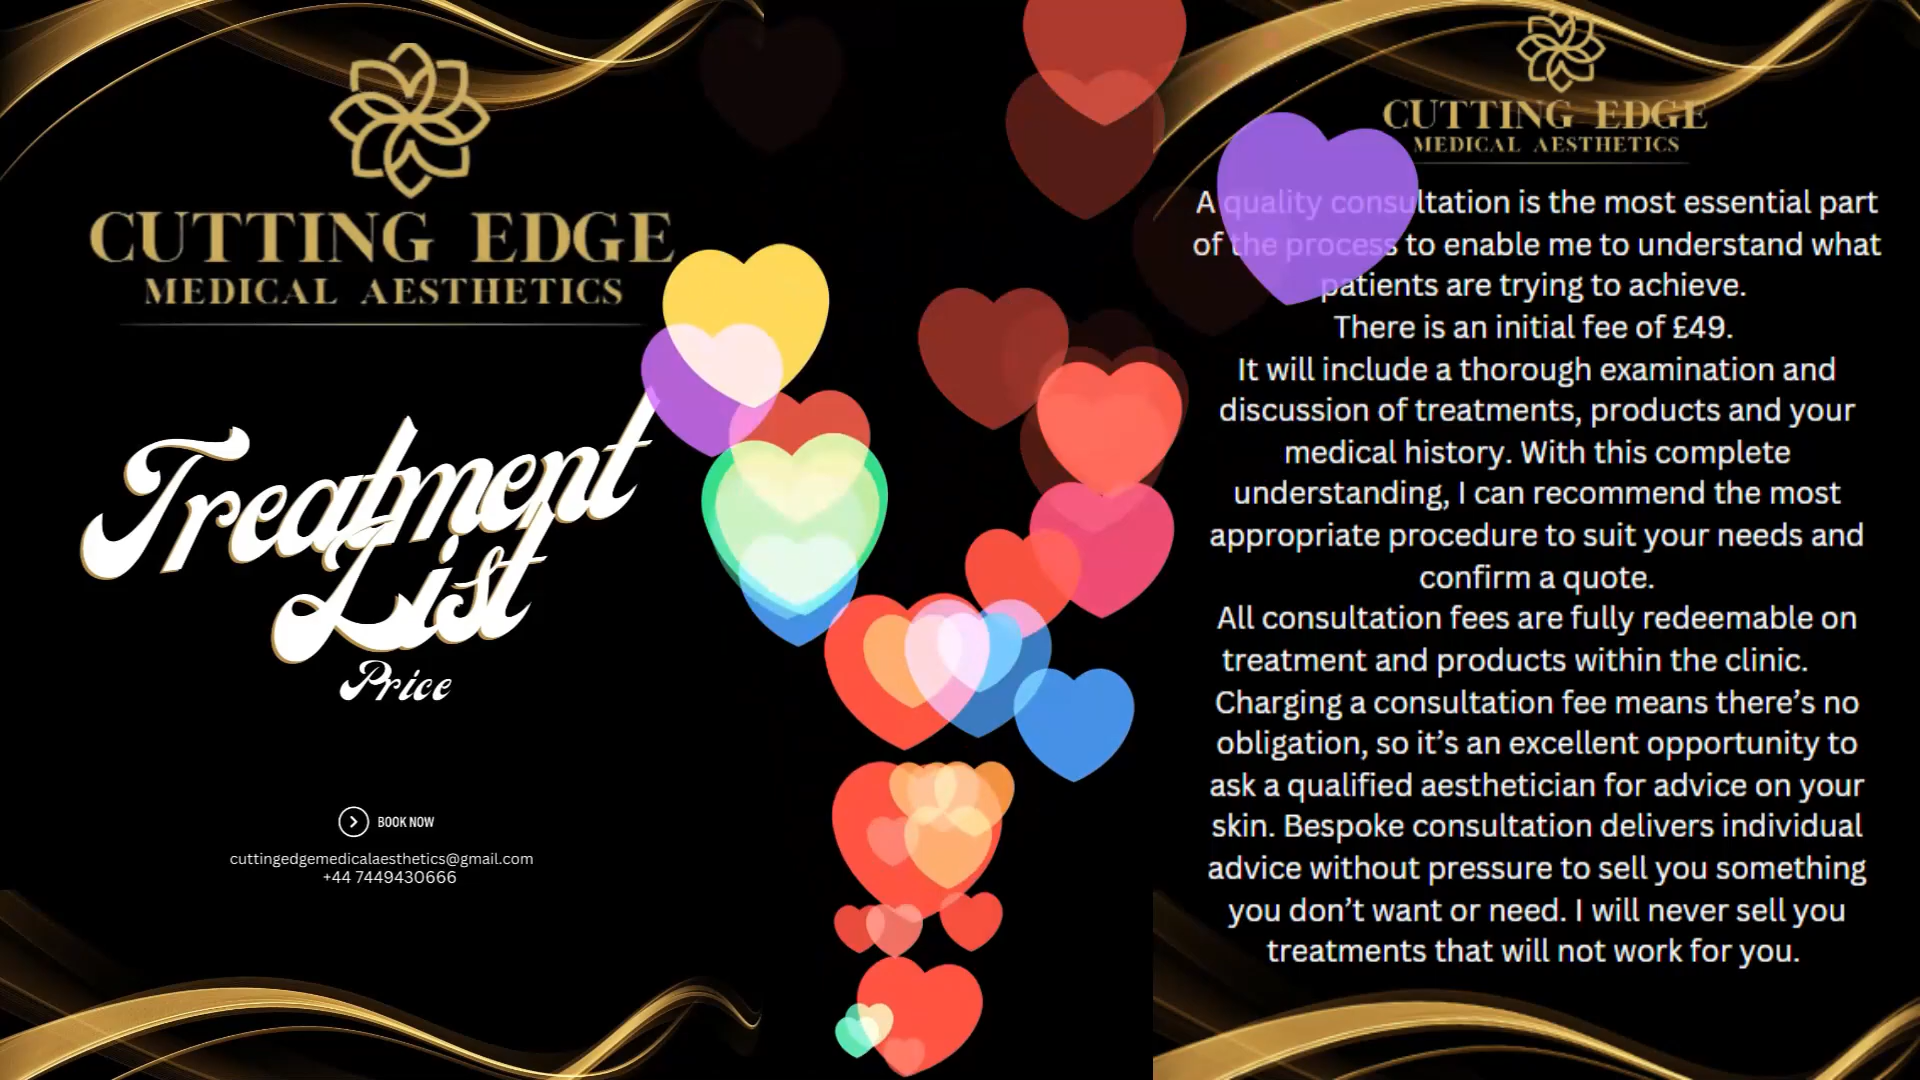 CUTTING EDGE
MEDICAL AESTHETICS
Treatment
List
Price
BOOK NOW
cuttingedgemedicalaesthetics@gmail.com
+44 7449430666
CUTTING EDGE
MEDICAL AESTHETICS
A quality consultation is the most essential part
of the process to enable me to understand what
patients are trying to achieve.
There is an initial fee of £49.
It will include a thorough examination and
discussion of treatments, products and your
medical history. With this complete
understanding, I can recommend the most
appropriate procedure to suit your needs and
confirm a quote.
All consultation fees are fully redeemable on
treatment and products within the clinic.
Charging a consultation fee means there’s no
obligation, so it’s an excellent opportunity to
ask a qualified aesthetician for advice on your
skin. Bespoke consultation delivers individual
advice without pressure to sell you something
you don’t want or need. I will never sell you
treatments that will not work for you.